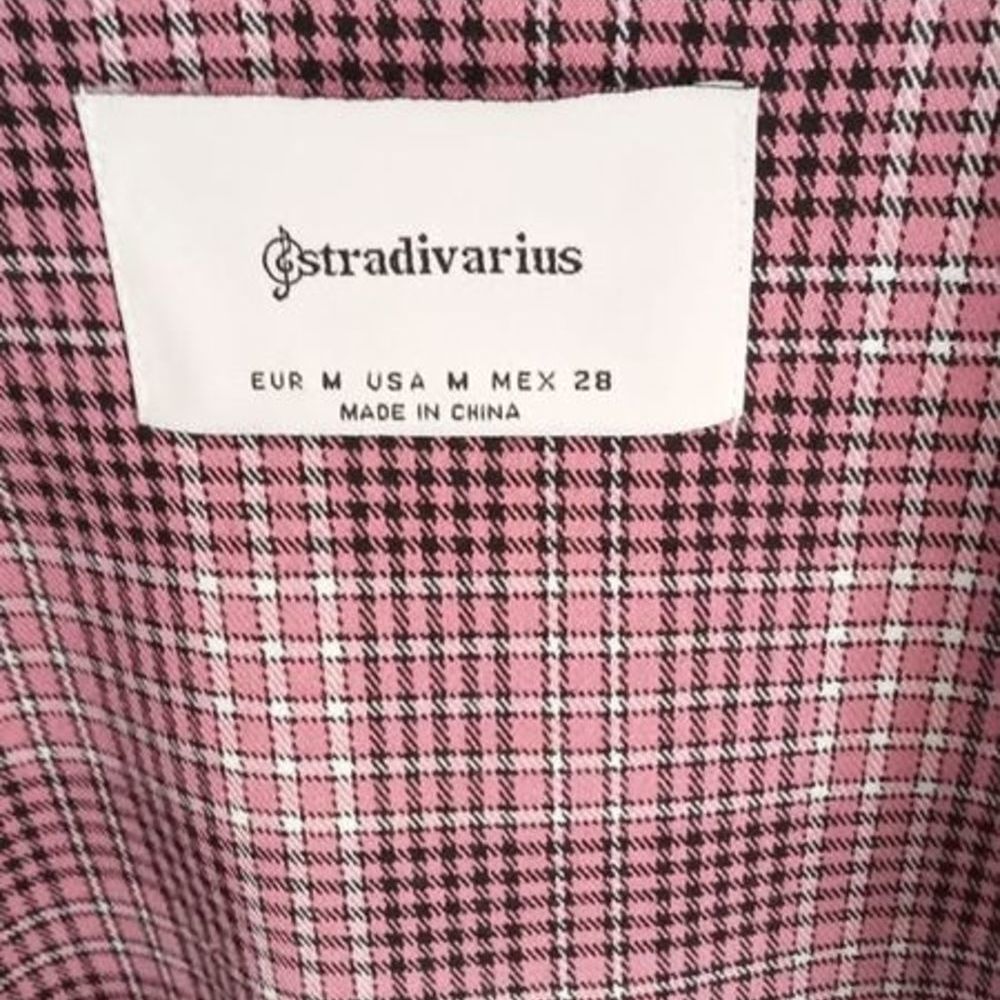 stradivarius
EUR M USA M MEX 28
MADE IN CHINA